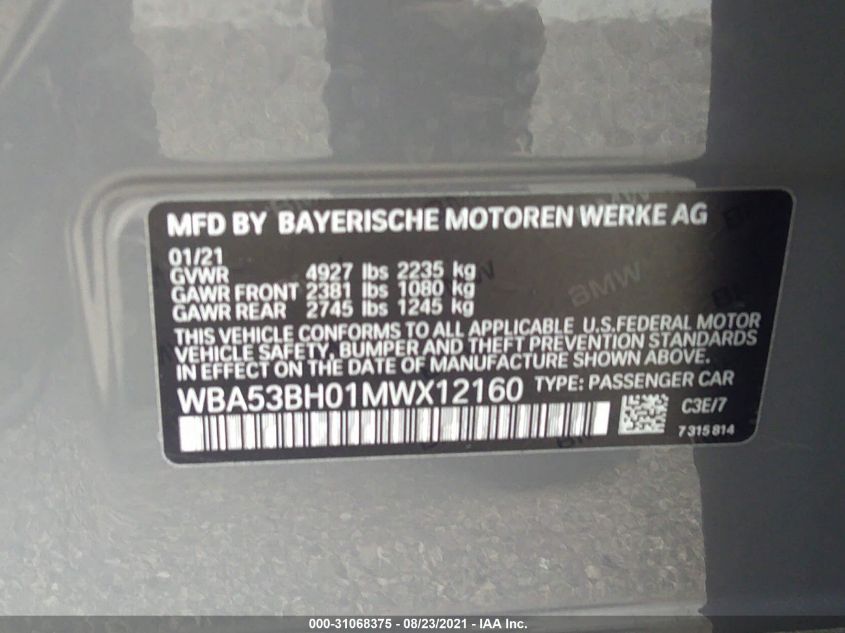 MFD BY BAYERISCHE MOTOREN WERKE AG
01/21
GVWR 4927 lbs 2235 kg
GAWR FRONT 2381 lbs 1080 kg
GAWR REAR 2745 lbs 1245 kg
THIS VEHICLE CONFORMS TO ALL APPLICABLE U.S.FEDERAL MOTOR
VEHICLE SAFETY, BUMPER AND THEFT PREVENTION STANDARDS
IN EFFECT ON THE DATE OF MANUFACTURE SHOWN ABOVE.
WBA53BH01MWX12160 TYPE: PASSENGER CAR
C3E/7
7315814
BMW
000-31068375 - 08/23/2021 - IAA Inc.